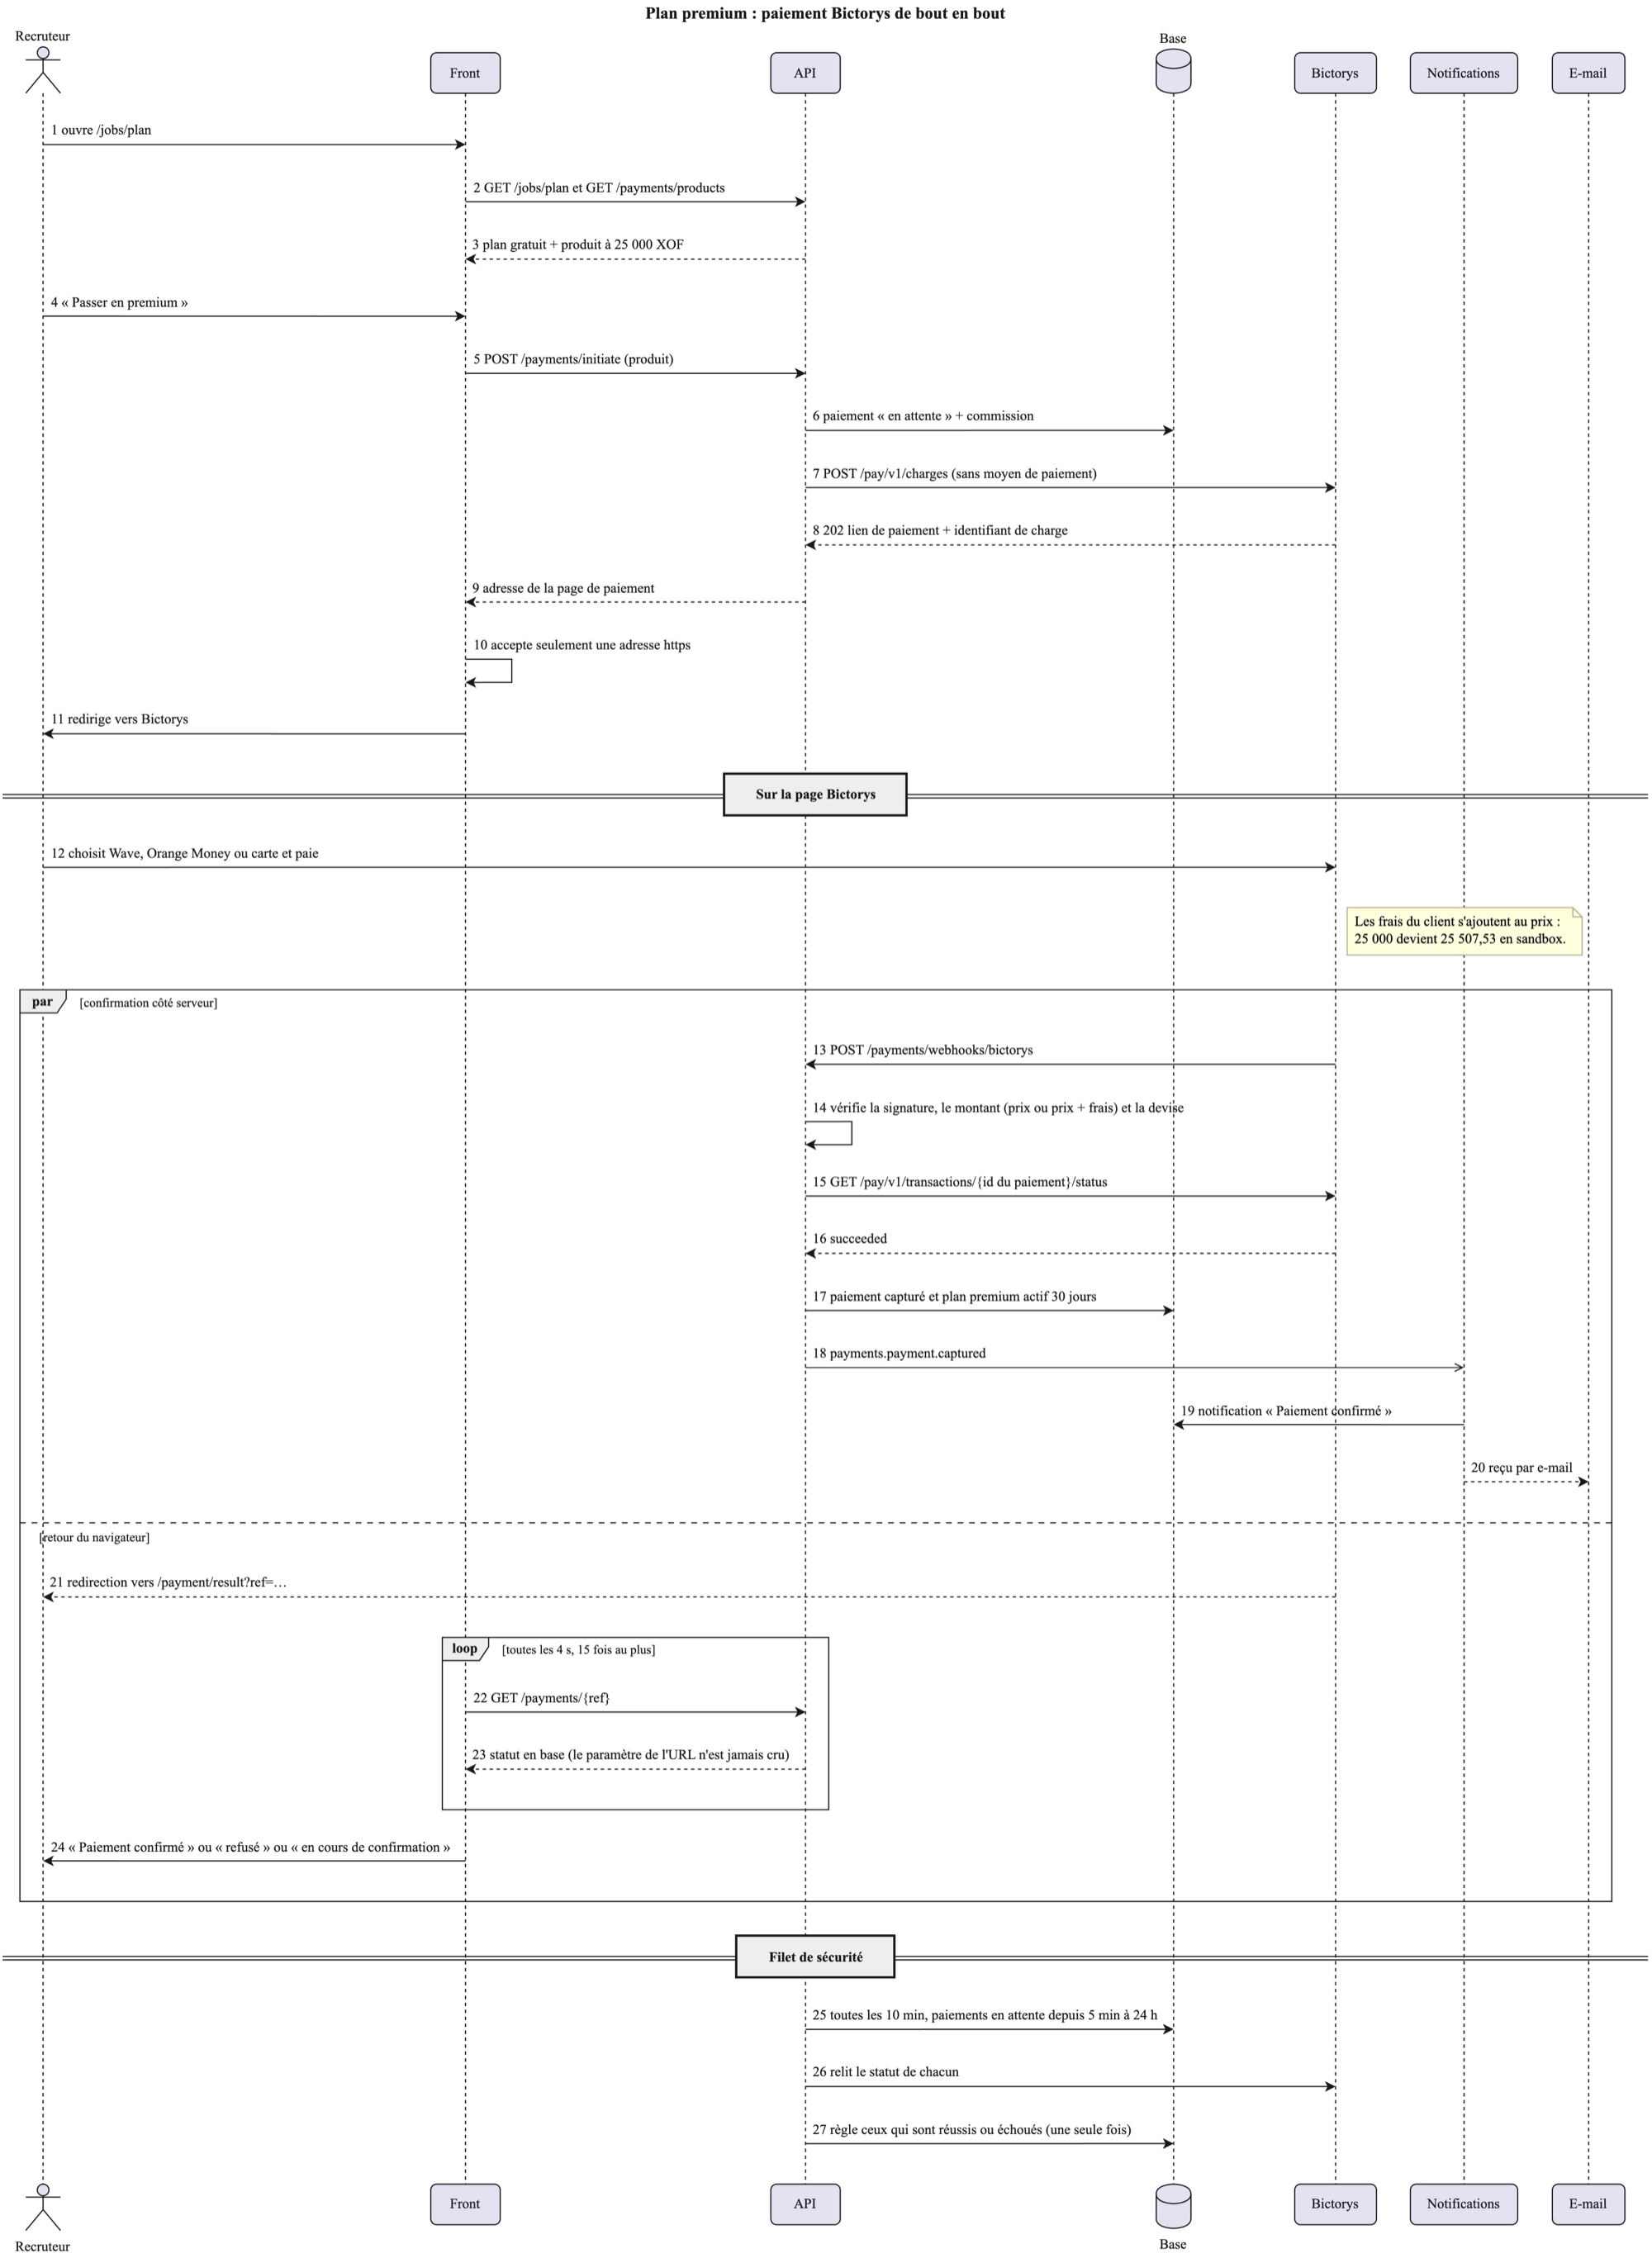 Plan premium : paiement Bictorys de bout en bout
Recruteur
Front
API
Base
Bictorys
Notifications
E-mail
1 ouvre /jobs/plan
2 GET /jobs/plan et GET /payments/products
3 plan gratuit + produit à 25 000 XOF
4 « Passer en premium »
5 POST /payments/initiate (produit)
6 paiement « en attente » + commission
7 POST /pay/v1/charges (sans moyen de paiement)
8 202 lien de paiement + identifiant de charge
9 adresse de la page de paiement
10 accepte seulement une adresse https
11 redirige vers Bictorys
Sur la page Bictorys
12 choisit Wave, Orange Money ou carte et paie
Les frais du client s'ajoutent au prix :
25 000 devient 25 507,53 en sandbox.
par [confirmation côté serveur]
13 POST /payments/webhooks/bictorys
14 vérifie la signature, le montant (prix ou prix + frais) et la devise
15 GET /pay/v1/transactions/{id du paiement}/status
16 succeeded
17 paiement capturé et plan premium actif 30 jours
18 payments.payment.captured
19 notification « Paiement confirmé »
20 reçu par e-mail
[retour du navigateur]
21 redirection vers /payment/result?ref=…
loop [toutes les 4 s, 15 fois au plus]
22 GET /payments/{ref}
23 statut en base (le paramètre de l'URL n'est jamais cru)
24 « Paiement confirmé » ou « refusé » ou « en cours de confirmation »
Filet de sécurité
25 toutes les 10 min, paiements en attente depuis 5 min à 24 h
26 relit le statut de chacun
27 règle ceux qui sont réussis ou échoués (une seule fois)
Recruteur
Front
API
Base
Bictorys
Notifications
E-mail